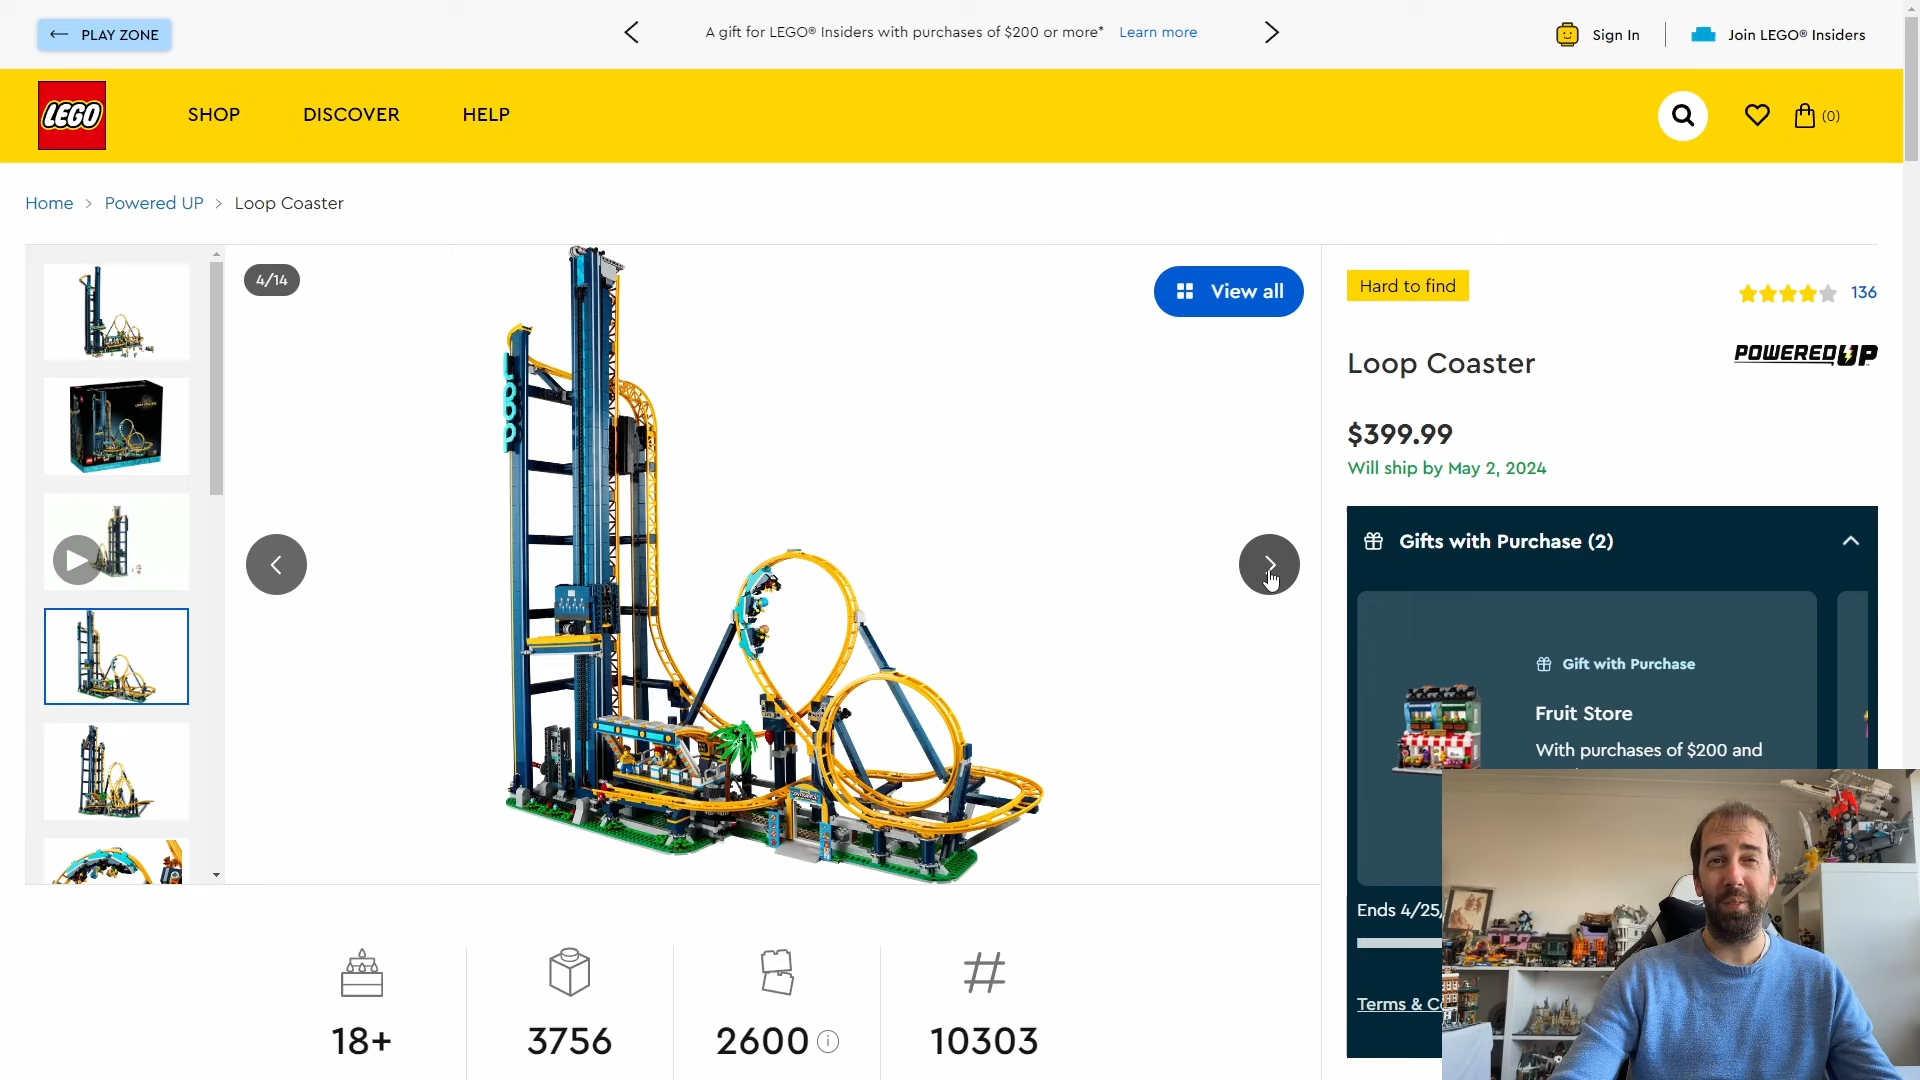 PLAY ZONE
A gift for LEGO® Insiders with purchases of $200 or more* Learn more
Sign In
Join LEGO® Insiders
LEGO
SHOP
DISCOVER
HELP
(0)
Home > Powered UP > Loop Coaster
4/14
View all
LOOP
Hard to find
136
Loop Coaster
POWERED UP
$399.99
Will ship by May 2, 2024
Gifts with Purchase (2)
Gift with Purchase
Fruit Store
With purchases of $200 and
Ends 4/25/
Terms & C
18+
3756
2600
#
10303